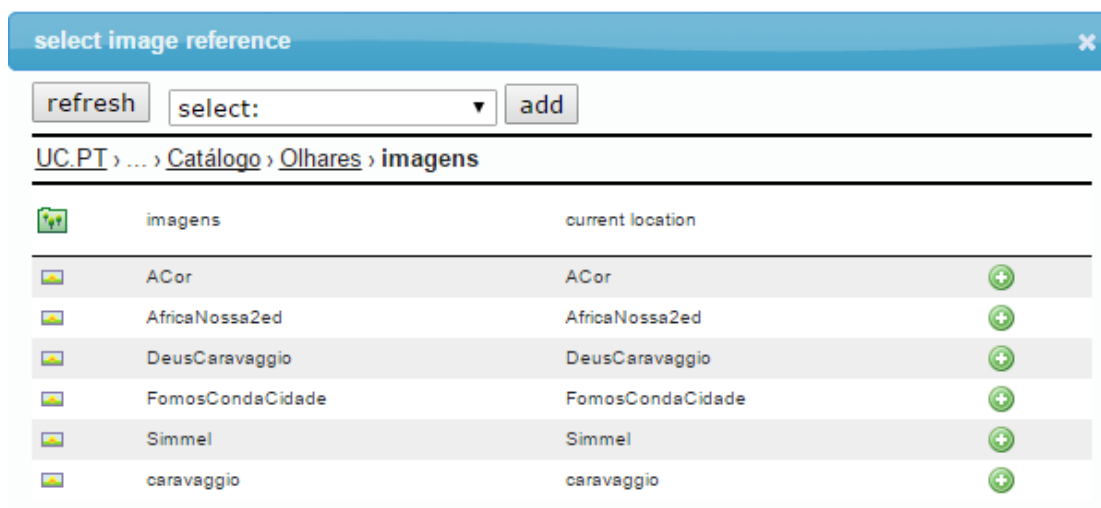 select image reference
refresh select: add
UC.PT › ... › Catálogo › Olhares › imagens
imagens current location
ACor ACor
AfricaNossa2ed AfricaNossa2ed
DeusCaravaggio DeusCaravaggio
FomosCondaCidade FomosCondaCidade
Simmel Simmel
caravaggio caravaggio